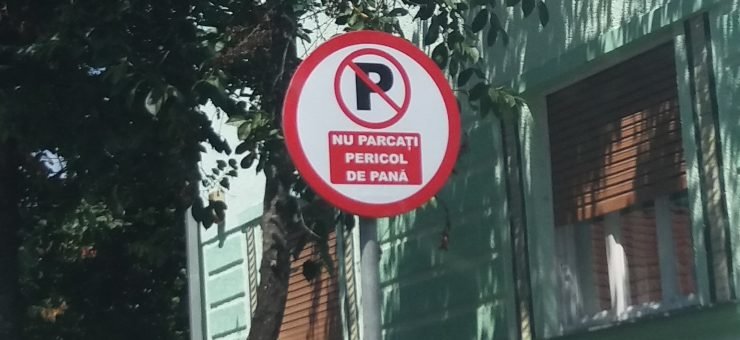 P
NU PARCAȚI
PERICOL
DE PANĂ